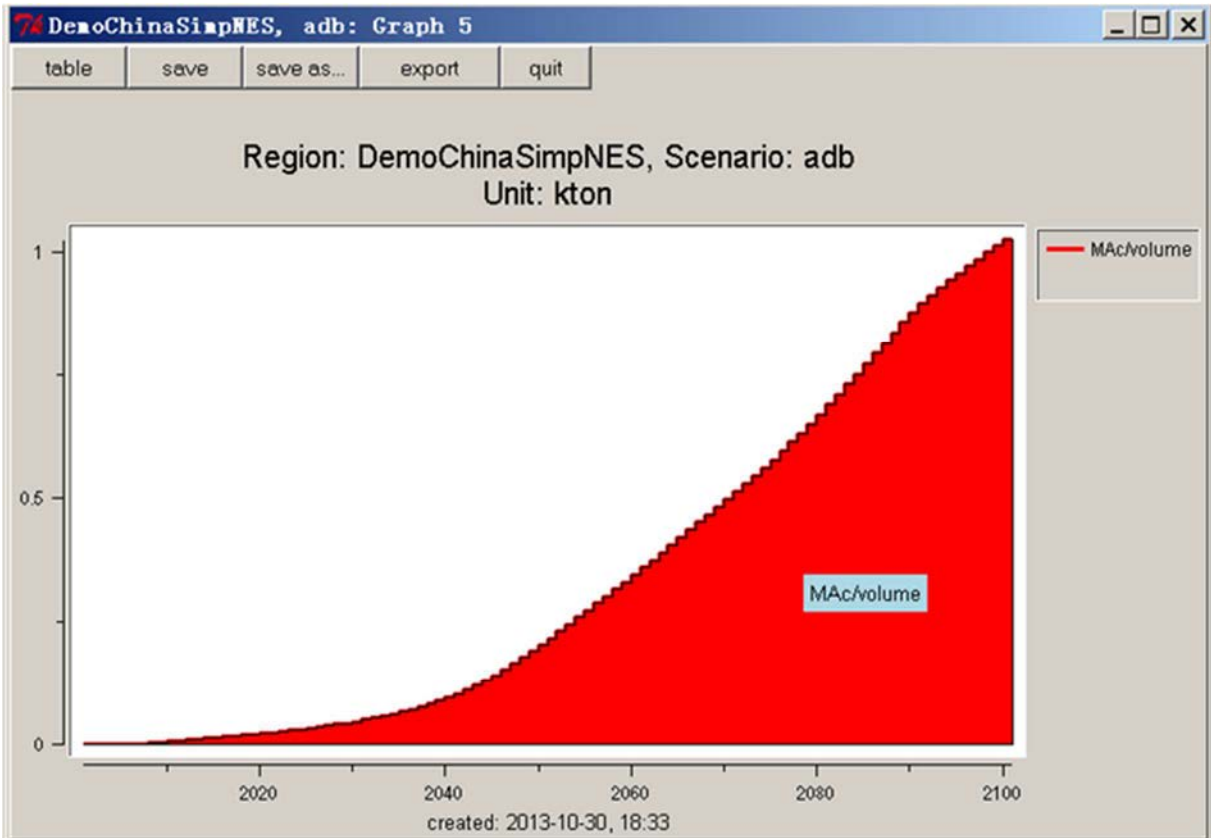 DemoChinaSimpNES, adb: Graph 5
table save save as... export quit
Region: DemoChinaSimpNES, Scenario: adb
Unit: kton
MAc/volume
1
0.5
MAc/volume
0
2020 2040 2060 2080 2100
created: 2013-10-30, 18:33